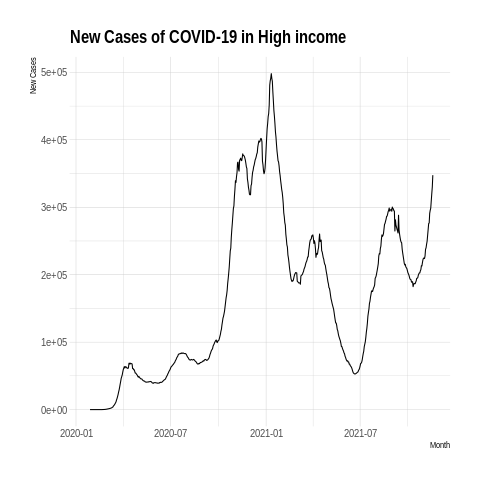 New Cases of COVID-19 in High income
New Cases
5e+05
4e+05
3e+05
2e+05
1e+05
0e+00
2020-01 2020-07 2021-01 2021-07
Month